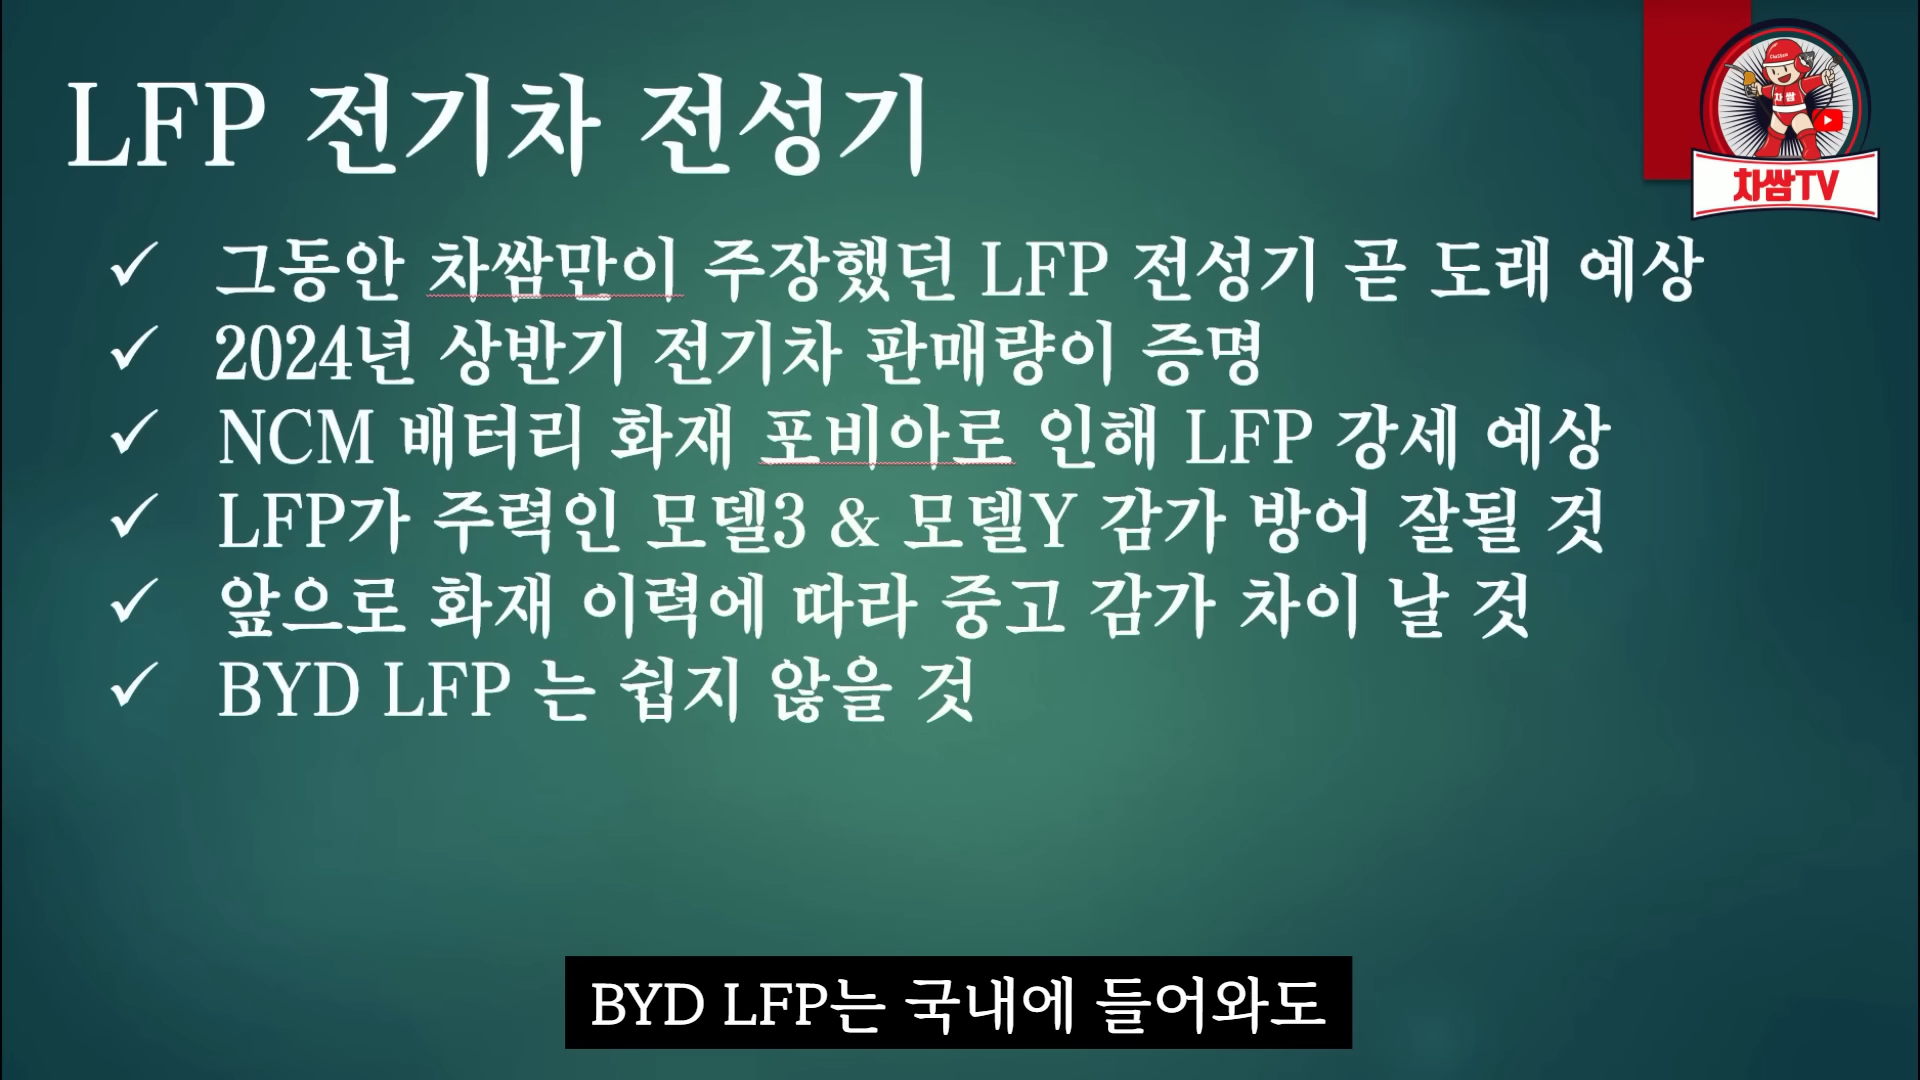 LFP 전기차 전성기
차쌈TV
✓ 그동안 차쌈만이 주장했던 LFP 전성기 곧 도래 예상
✓ 2024년 상반기 전기차 판매량이 증명
✓ NCM 배터리 화재 포비아로 인해 LFP 강세 예상
✓ LFP가 주력인 모델3 & 모델Y 감가 방어 잘될 것
✓ 앞으로 화재 이력에 따라 중고 감가 차이 날 것
✓ BYD LFP 는 쉽지 않을 것
BYD LFP는 국내에 들어와도